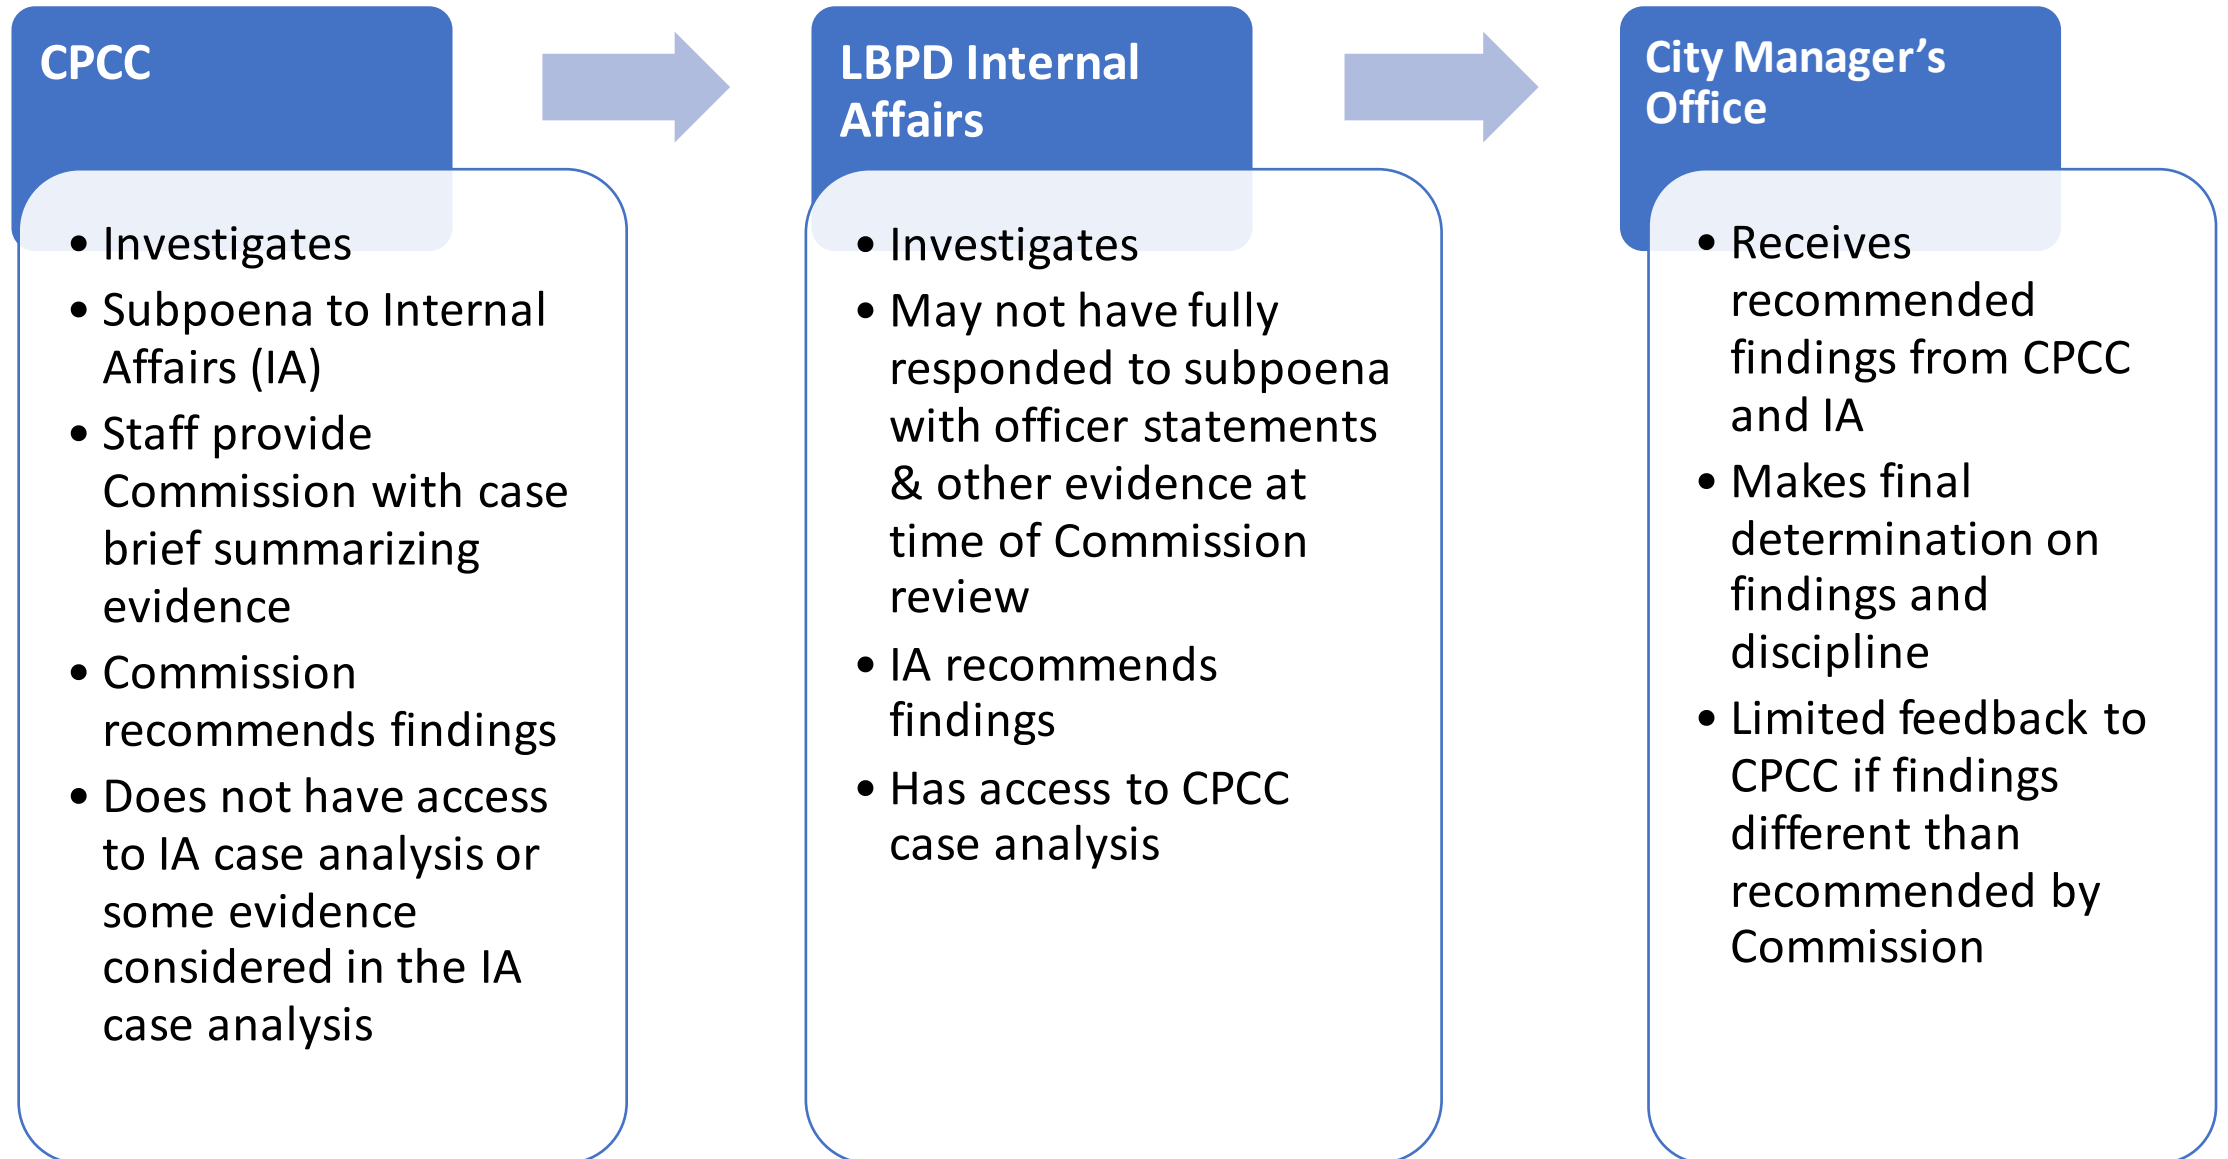 CPCC
• Investigates
• Subpoena to Internal
Affairs (IA)
• Staff provide
Commission with case
brief summarizing
evidence
• Commission
recommends findings
• Does not have access
to IA case analysis or
some evidence
considered in the IA
case analysis
LBPD Internal
Affairs
• Investigates
• May not have fully
responded to subpoena
with officer statements
& other evidence at
time of Commission
review
• IA recommends
findings
• Has access to CPCC
case analysis
City Manager’s
Office
• Receives
recommended
findings from CPCC
and IA
• Makes final
determination on
findings and
discipline
• Limited feedback to
CPCC if findings
different than
recommended by
Commission